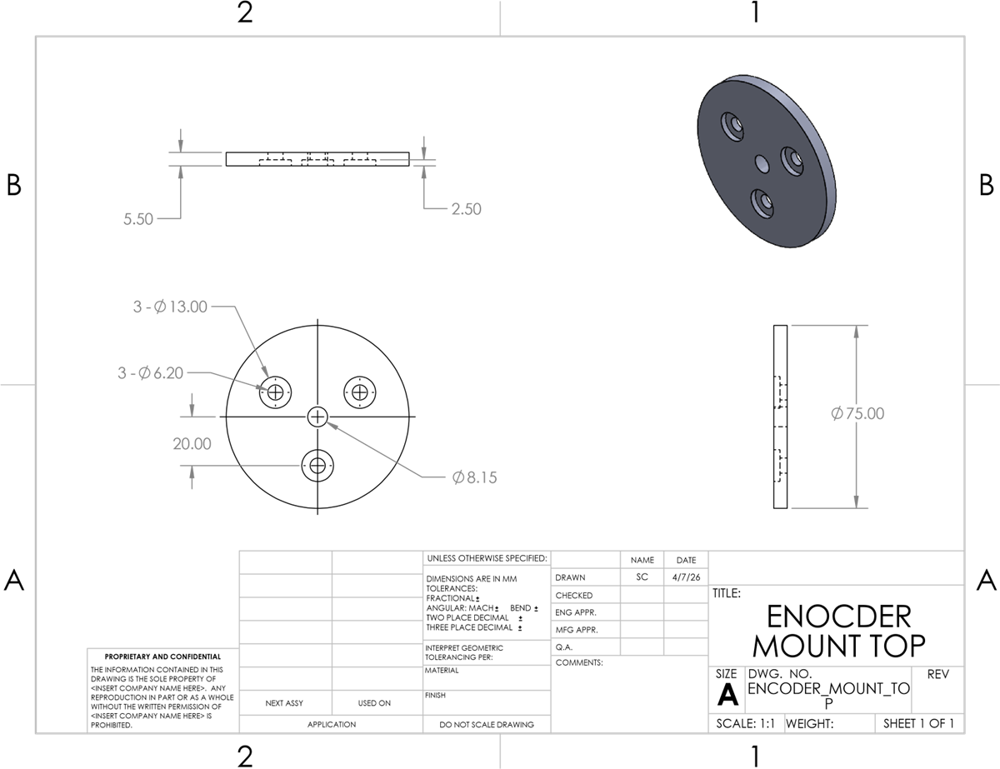 2
1
B
B
5.50
2.50
3 - Ø13.00
3 - Ø6.20
20.00
Ø8.15
Ø75.00
A
A
UNLESS OTHERWISE SPECIFIED:
DIMENSIONS ARE IN MM
TOLERANCES:
FRACTIONAL±
ANGULAR: MACH± BEND ±
TWO PLACE DECIMAL ±
THREE PLACE DECIMAL ±
INTERPRET GEOMETRIC
TOLERANCING PER:
MATERIAL
FINISH
DO NOT SCALE DRAWING
NAME DATE
DRAWN SC 4/7/26
CHECKED
ENG APPR.
MFG APPR.
Q.A.
COMMENTS:
TITLE:
ENOCDER
MOUNT TOP
SIZE DWG. NO. REV
A ENCODER_MOUNT_TO
P
SCALE: 1:1 WEIGHT: SHEET 1 OF 1
PROPRIETARY AND CONFIDENTIAL
THE INFORMATION CONTAINED IN THIS
DRAWING IS THE SOLE PROPERTY OF
<INSERT COMPANY NAME HERE>. ANY
REPRODUCTION IN PART OR AS A WHOLE
WITHOUT THE WRITTEN PERMISSION OF
<INSERT COMPANY NAME HERE> IS
PROHIBITED.
NEXT ASSY USED ON
APPLICATION
2
1